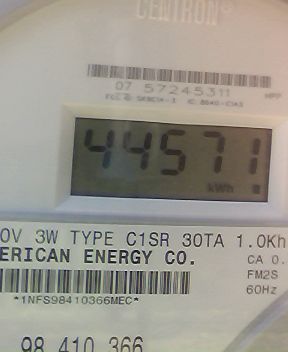 CENTRON®
07 57245311
44571
kWh
0V 3W TYPE C1SR 30TA 1.0Kh
ERICAN ENERGY CO. CA 0.
FM2S
*1NFS98410366MEC* 60Hz
98 410 366